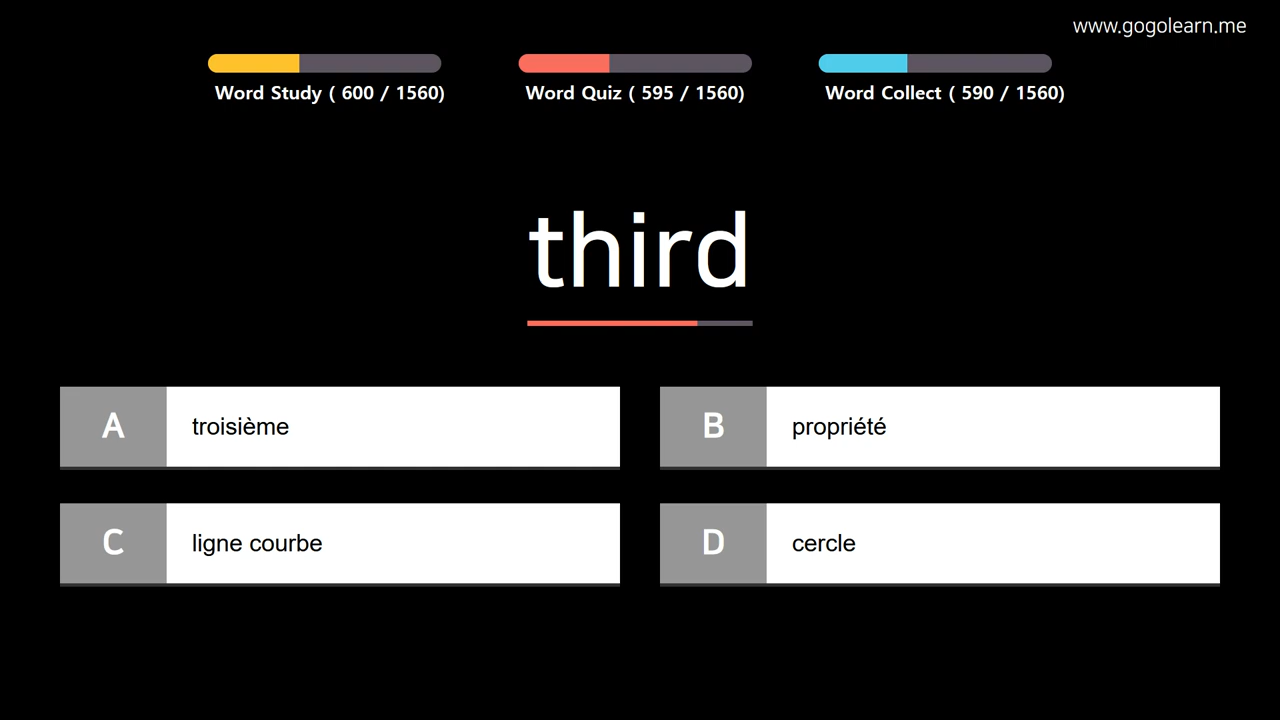 www.gogolearn.me
Word Study ( 600 / 1560)
Word Quiz ( 595 / 1560)
Word Collect ( 590 / 1560)
third
A troisième
B propriété
C ligne courbe
D cercle